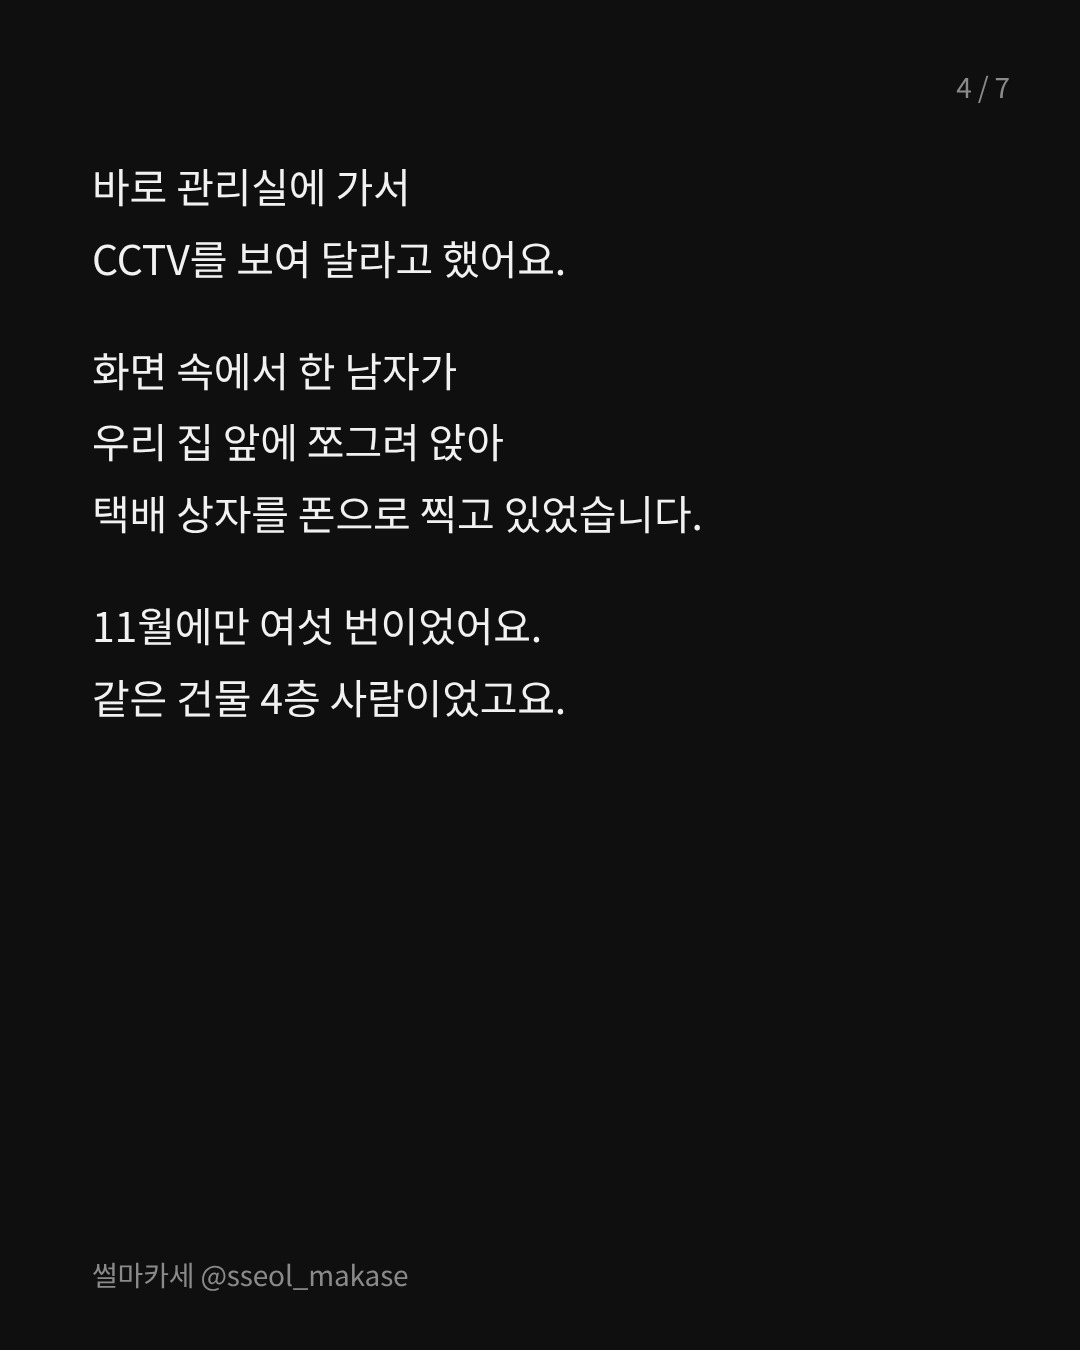 4 / 7
바로 관리실에 가서
CCTV를 보여 달라고 했어요.
화면 속에서 한 남자가
우리 집 앞에 쪼그려 앉아
택배 상자를 폰으로 찍고 있었습니다.
11월에만 여섯 번이었어요.
같은 건물 4층 사람이었고요.
썰마카세 @sseol_makase